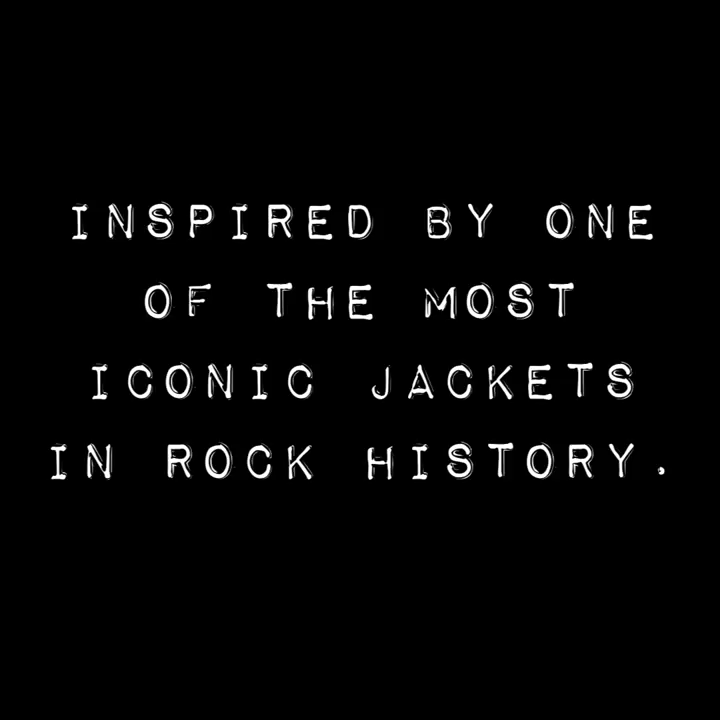 INSPIRED BY ONE
OF THE MOST
ICONIC JACKETS
IN ROCK HISTORY.